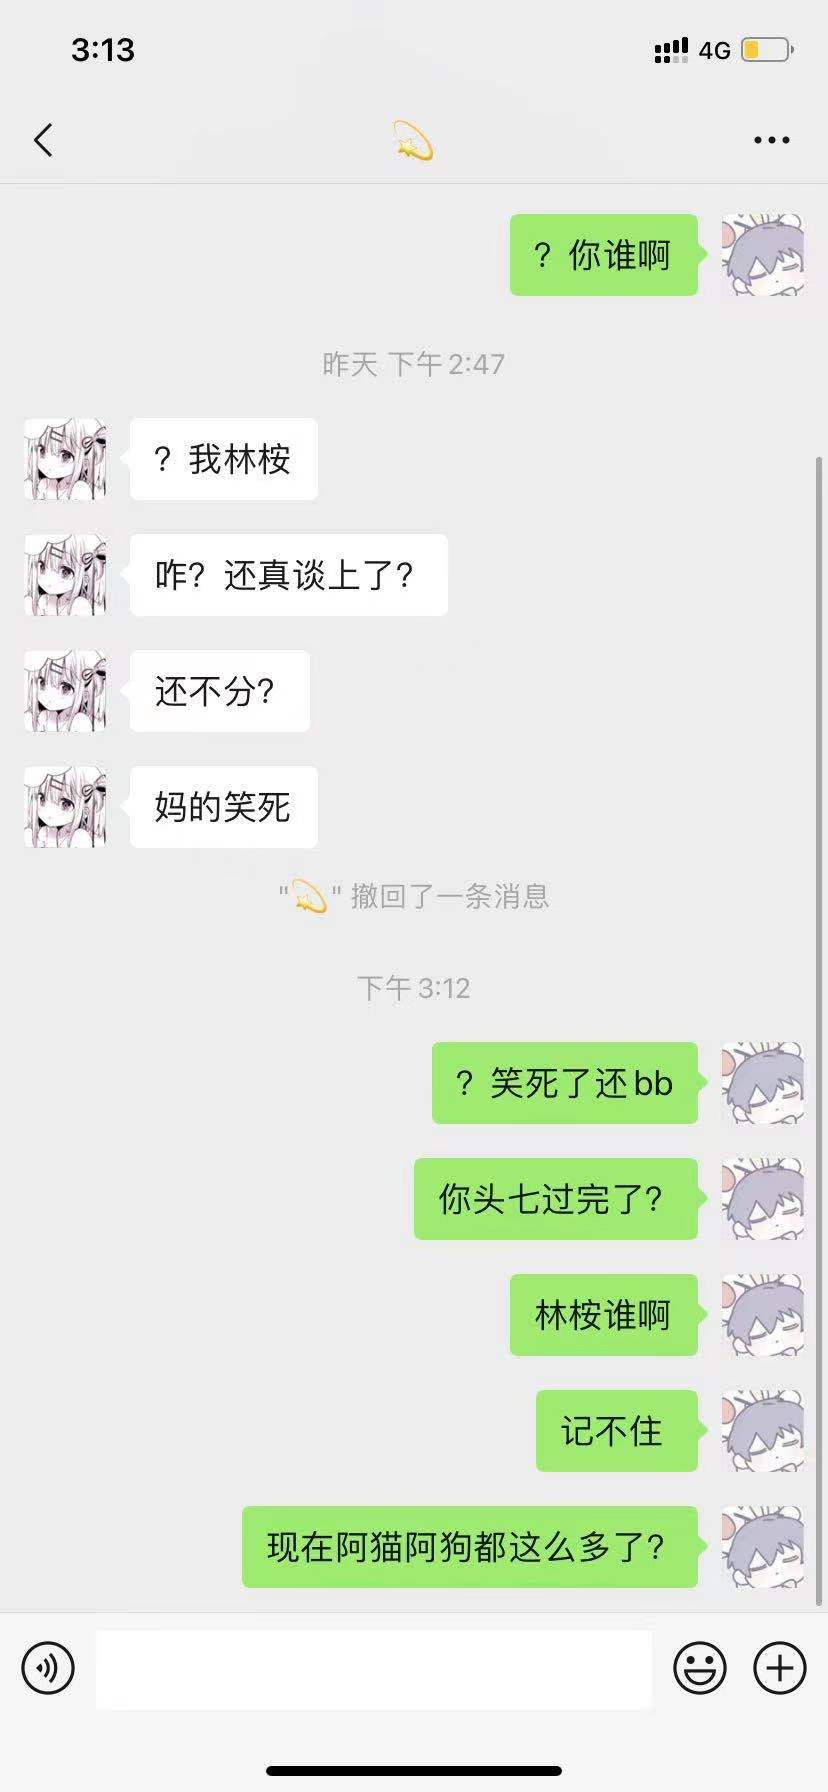 3:13
4G
？你谁啊
昨天 下午2:47
？我林桉
咋？还真谈上了？
还不分？
妈的笑死
"💫" 撤回了一条消息
下午3:12
？笑死了还bb
你头七过完了？
林桉谁啊
记不住
现在阿猫阿狗都这么多了？